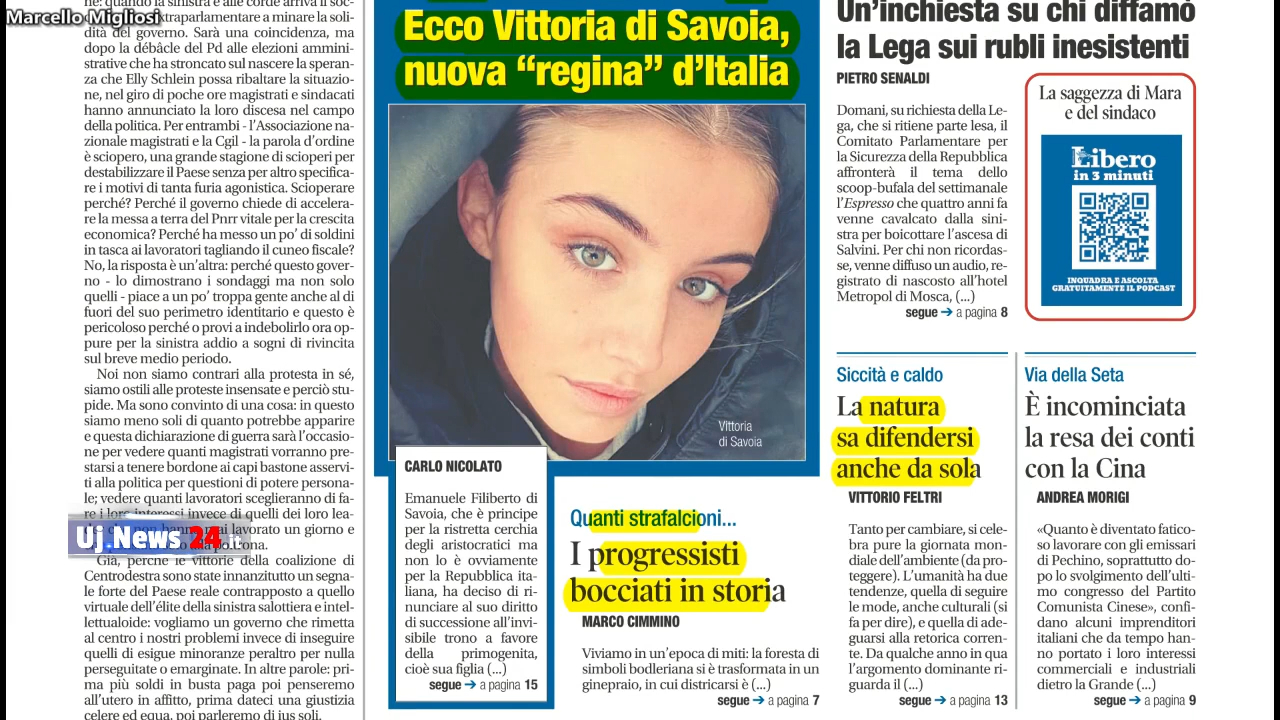 Marcello Migliosi
dità del governo. Sarà una coincidenza, ma
dopo la débâcle del Pd alle elezioni ammini-
strative che ha stroncato sul nascere la speran-
za che Elly Schlein possa ribaltare la situazio-
ne, nel giro di poche ore magistrati e sindacati
hanno annunciato la loro discesa nel campo
della politica. Per entrambi - l'Associazione na-
zionale magistrati e la Cgil - la parola d'ordine
è sciopero, una grande stagione di scioperi per
destabilizzare il Paese senza per altro specifica-
re i motivi di tanta furia agonistica. Scioperare
perché? Perché il governo chiede di accelera-
re la messa a terra del Pnrr vitale per la crescita
economica? Perché ha messo un po' di soldini
in tasca ai lavoratori tagliando il cuneo fiscale?
No, la risposta è un'altra: perché questo gover-
no - lo dimostrano i sondaggi ma non solo
quelli - piace a un po' troppa gente anche al di
fuori del suo perimetro identitario e questo è
pericoloso perché o provi a indebolirlo ora op-
pure per la sinistra addio a sogni di rivincita
sul breve medio periodo.
Noi non siamo contrari alla protesta in sé,
siamo ostili alle proteste insensate e perciò stu-
pide. Ma sono convinto di una cosa: in questo
siamo meno soli di quanto potrebbe apparire
e questa dichiarazione di guerra sarà l'occasio-
ne per vedere quanti magistrati vorranno pre-
starsi a tenere bordone ai capi bastone asservi-
ti alla politica per questioni di potere persona-
le; vedere quanti lavoratori sceglieranno di fa-
re i loro interessi invece di quelli dei loro lea-
lavorato un giorno e
Uj.News 24.it
Già, perché le vittorie della coalizione di
Centrodestra sono state innanzitutto un segna-
le forte del Paese reale contrapposto a quello
virtuale dell'élite della sinistra salottiera e intel-
lettualoide: vogliamo un governo che rimetta
al centro i nostri problemi invece di inseguire
quelli di esigue minoranze peraltro per nulla
perseguitate o emarginate. In altre parole: pri-
ma più soldi in busta paga poi penseremo
all'utero in affitto, prima dateci una giustizia
celere ed equa, poi parleremo di ius soli.
Ecco Vittoria di Savoia,
nuova “regina” d'Italia
Vittoria
di Savoia
CARLO NICOLATO
Emanuele Filiberto di
Savoia, che è principe
per la ristretta cerchia
degli aristocratici ma
non lo è ovviamente
per la Repubblica ita-
liana, ha deciso di ri-
nunciare al suo diritto
di successione all'invi-
sibile trono a favore
della primogenita,
cioè sua figlia (...)
segue ➔ a pagina 15
Quanti strafalcioni...
I progressisti
bocciati in storia
MARCO CIMMINO
Viviamo in un'epoca di miti: la foresta di
simboli bodleriana si è trasformata in un
ginepraio, in cui districarsi è (...)
segue ➔ a pagina 7
Un'inchiesta su chi diffamò
la Lega sui rubli inesistenti
PIETRO SENALDI
Domani, su richiesta della Le-
ga, che si ritiene parte lesa, il
Comitato Parlamentare per
la Sicurezza della Repubblica
affronterà il tema dello
scoop-bufala del settimanale
l'Espresso che quattro anni fa
venne cavalcato dalla sini-
stra per boicottare l'ascesa di
Salvini. Per chi non ricordas-
se, venne diffuso un audio, re-
gistrato di nascosto all'hotel
Metropol di Mosca, (...)
segue ➔ a pagina 8
La saggezza di Mara
e del sindaco
Libero
in 3 minuti
INQUADRA E ASCOLTA
GRATUITAMENTE IL PODCAST
Siccità e caldo
La natura
sa difendersi
anche da sola
VITTORIO FELTRI
Tanto per cambiare, si cele-
bra pure la giornata mon-
diale dell'ambiente (da pro-
teggere). L'umanità ha due
tendenze, quella di seguire
le mode, anche culturali (si
fa per dire), e quella di ade-
guarsi alla retorica corren-
te. Da qualche anno in qua
l'argomento dominante ri-
guarda il (...)
segue ➔ a pagina 13
Via della Seta
È incominciata
la resa dei conti
con la Cina
ANDREA MORIGI
«Quanto è diventato fatico-
so lavorare con gli emissari
di Pechino, soprattutto do-
po lo svolgimento dell'ulti-
mo congresso del Partito
Comunista Cinese», confi-
dano alcuni imprenditori
italiani che da tempo han-
no portato i loro interessi
commerciali e industriali
dietro la Grande (...)
segue ➔ a pagina 9